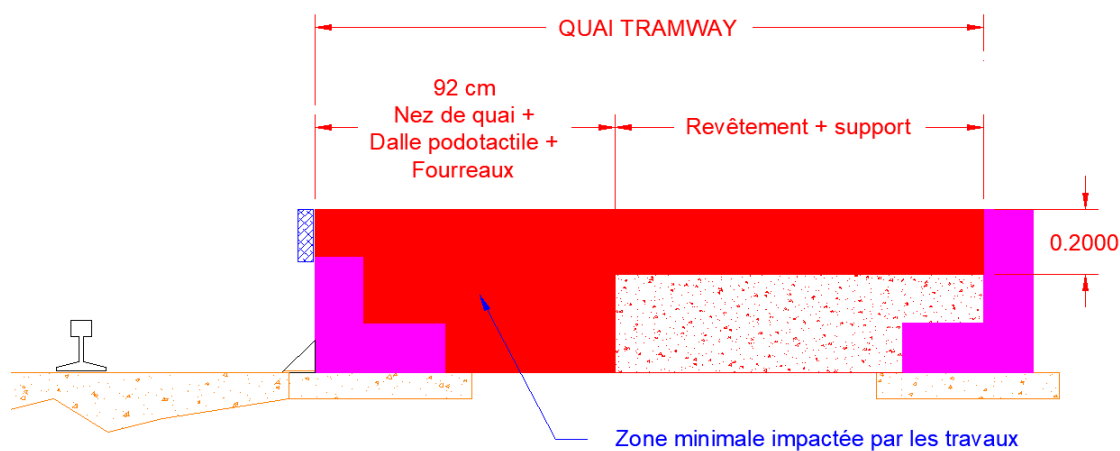 QUAI TRAMWAY
92 cm
Nez de quai +
Dalle podotactile +
Fourreaux
Revêtement + support
0.2000
Zone minimale impactée par les travaux